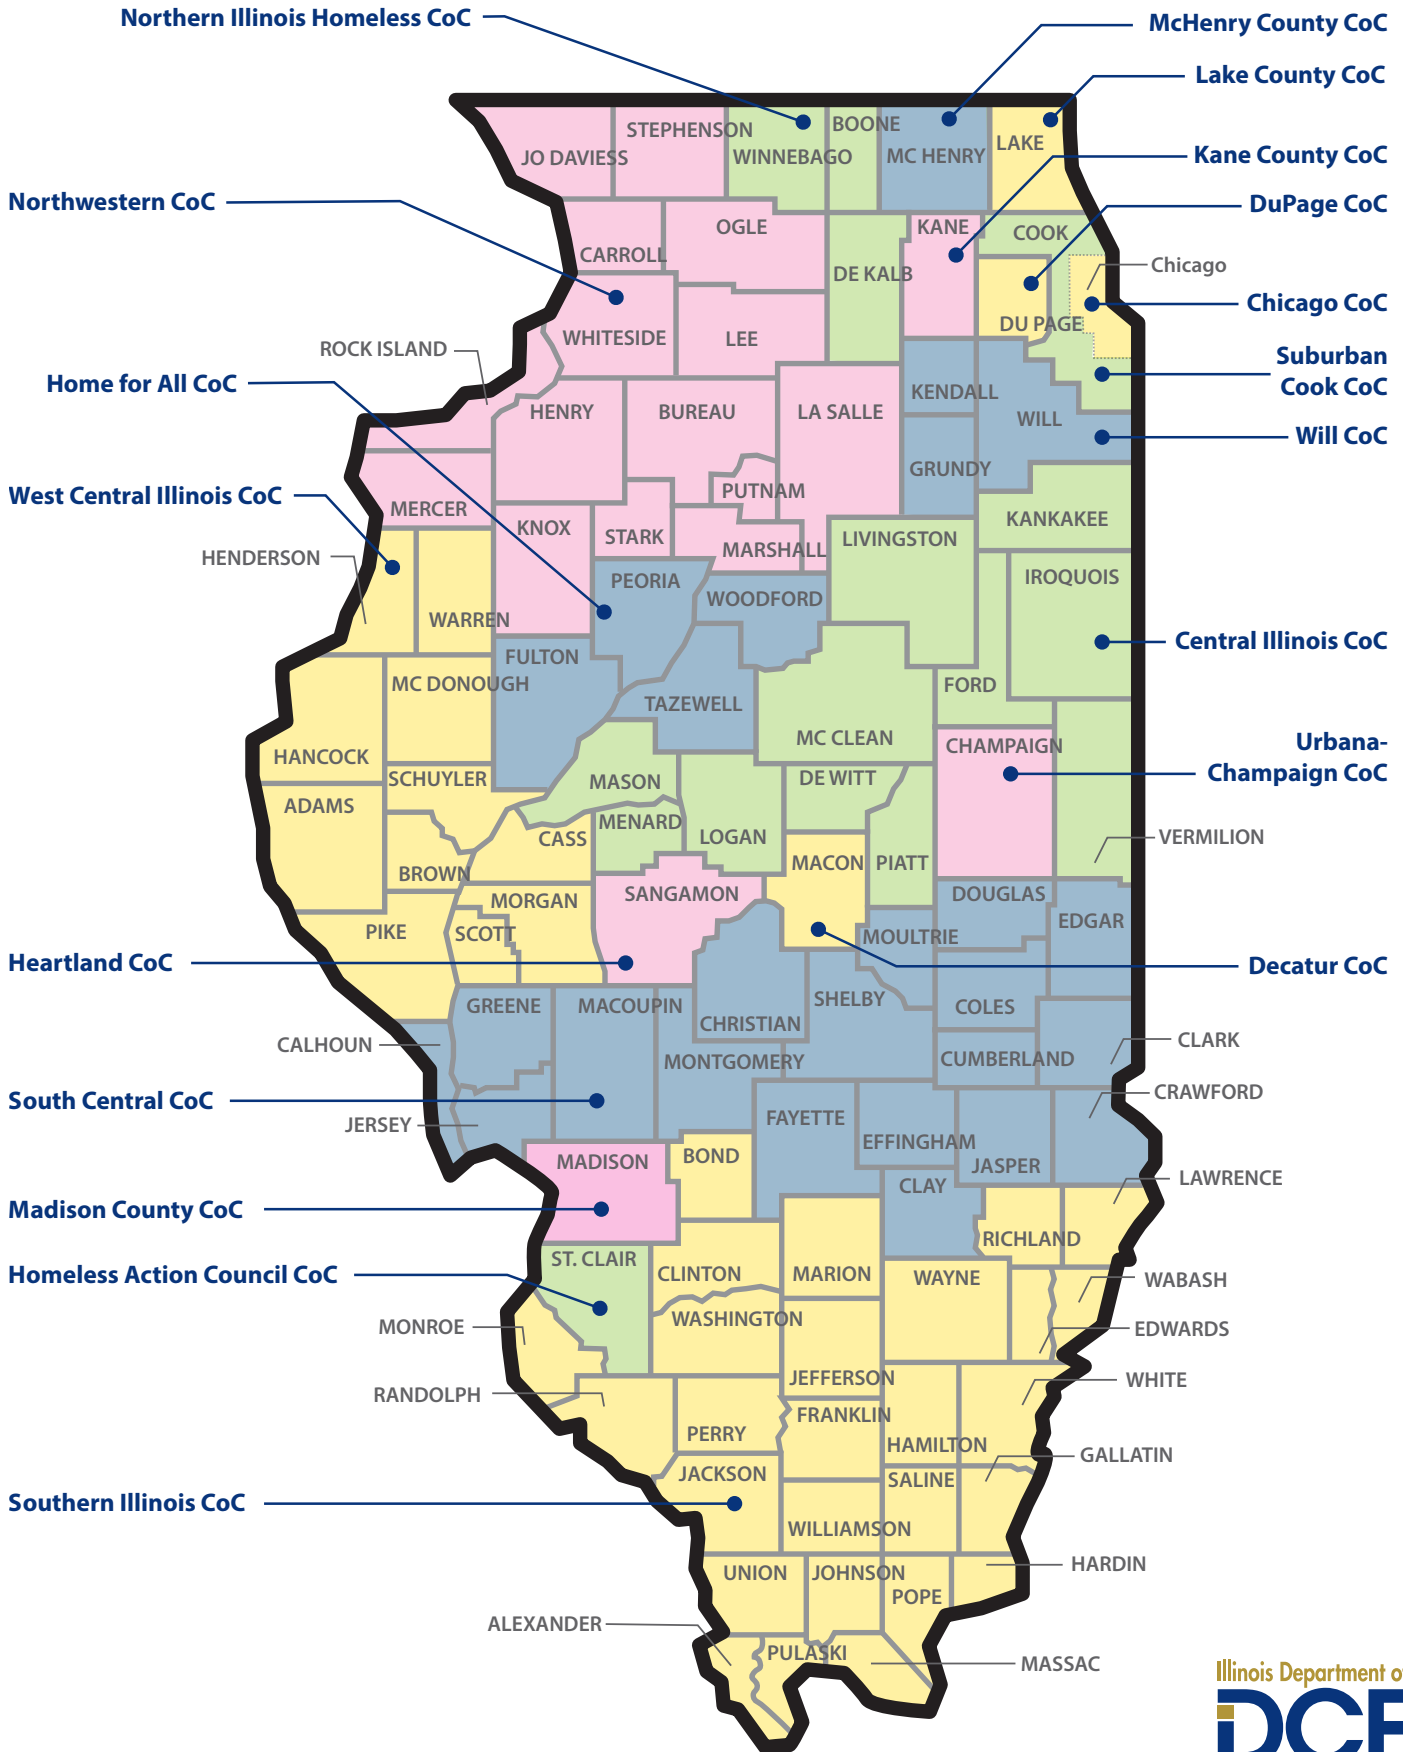 Northern Illinois Homeless CoC
McHenry County CoC
Lake County CoC
BOONE
STEPHENSON
LAKE
JO DAVIESS
WINNEBAGO
MC HENRY
Kane County CoC
Northwestern CoC
DuPage CoC
OGLE
KANE
COOK
CARROLL
DE KALB
Chicago
Chicago CoC
DU PAGE
WHITESIDE
LEE
ROCK ISLAND
Suburban
Cook CoC
Home for All CoC
KENDALL
HENRY
BUREAU
LA SALLE
WILL
Will CoC
GRUNDY
PUTNAM
West Central Illinois CoC
MERCER
KNOX
KANKAKEE
STARK
LIVINGSTON
MARSHALL
HENDERSON
PEORIA
IROQUOIS
WOODFORD
WARREN
Central Illinois CoC
FULTON
MC DONOUGH
FORD
TAZEWELL
MC CLEAN
CHAMPAIGN
Urbana-
Champaign CoC
HANCOCK
SCHUYLER
MASON
DE WITT
ADAMS
MENARD
CASS
LOGAN
VERMILION
MACON
PIATT
BROWN
SANGAMON
DOUGLAS
MORGAN
EDGAR
PIKE
SCOTT
MOULTRIE
Heartland CoC
Decatur CoC
SHELBY
GREENE
MACOUPIN
COLES
CHRISTIAN
CLARK
CALHOUN
MONTGOMERY
CUMBERLAND
CRAWFORD
South Central CoC
FAYETTE
JERSEY
EFFINGHAM
BOND
MADISON
JASPER
LAWRENCE
CLAY
Madison County CoC
RICHLAND
ST. CLAIR
Homeless Action Council CoC
CLINTON
MARION
WAYNE
WABASH
WASHINGTON
MONROE
EDWARDS
JEFFERSON
WHITE
RANDOLPH
FRANKLIN
PERRY
HAMILTON
GALLATIN
JACKSON
SALINE
Southern Illinois CoC
WILLIAMSON
HARDIN
UNION
JOHNSON
POPE
ALEXANDER
PULASKI
MASSAC
Illinois Department of